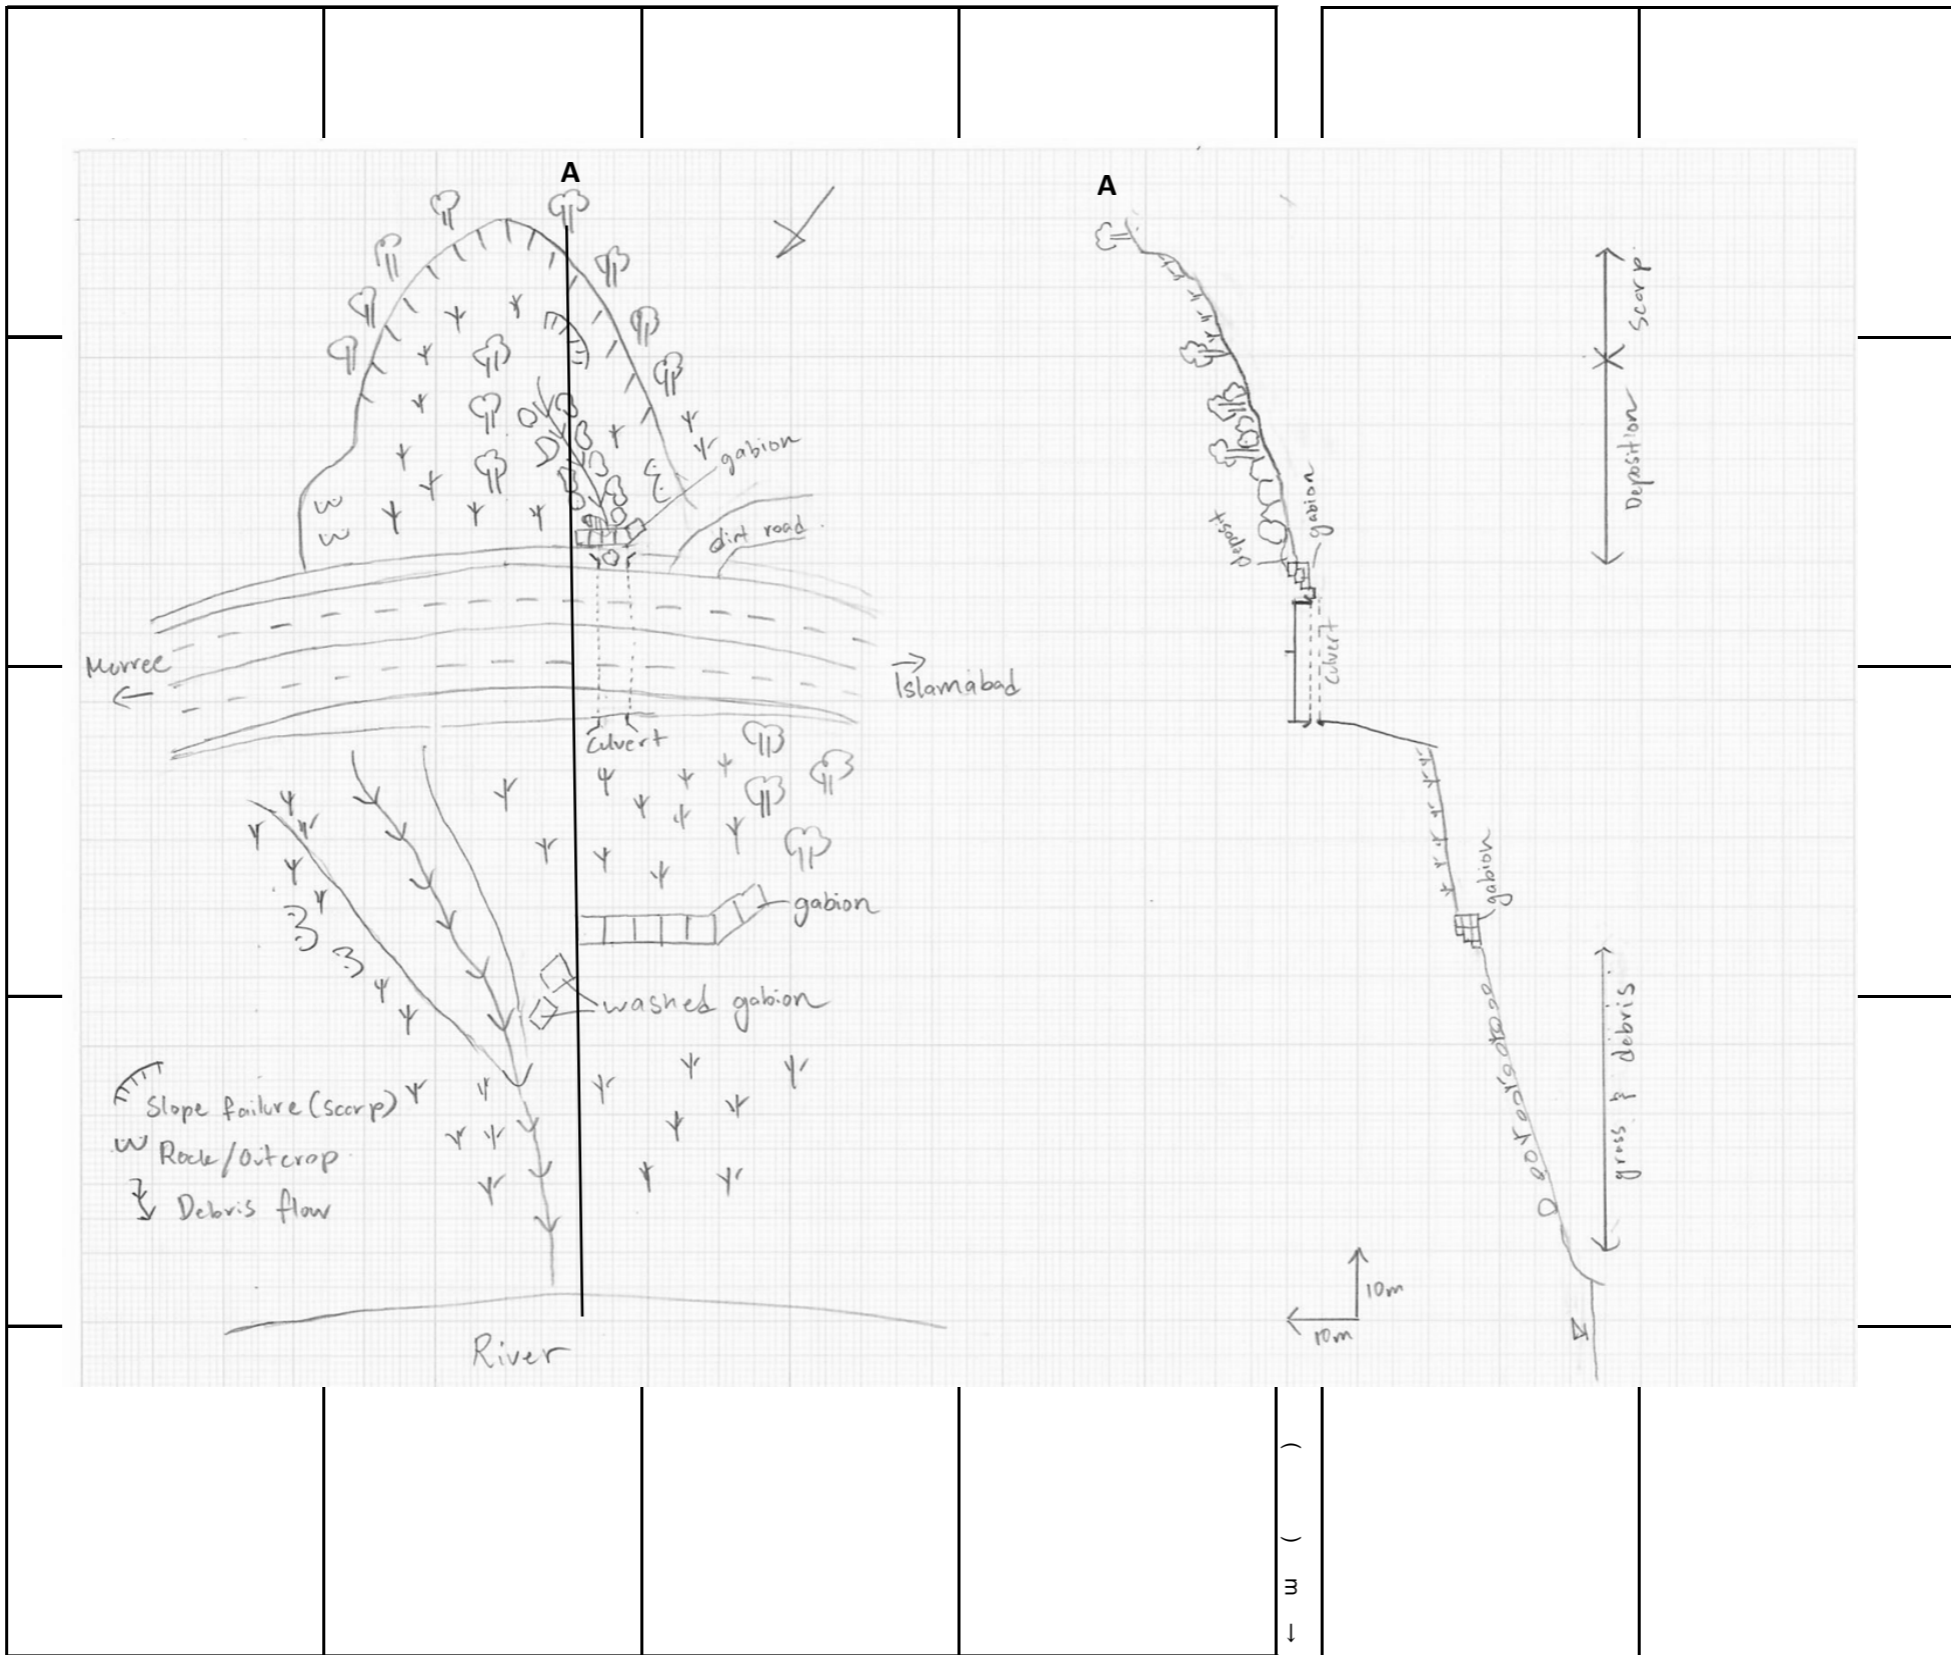 A
gabion
dirt road
Murree
Islamabad
Culvert
gabion
washed gabion
Slope failure (scarp)
Rock/Outcrop
Debris flow
River
A
Scarp
Deposition
gabion
deposit
Culvert
gabion
gross & debris
10m
10m
( ) m →